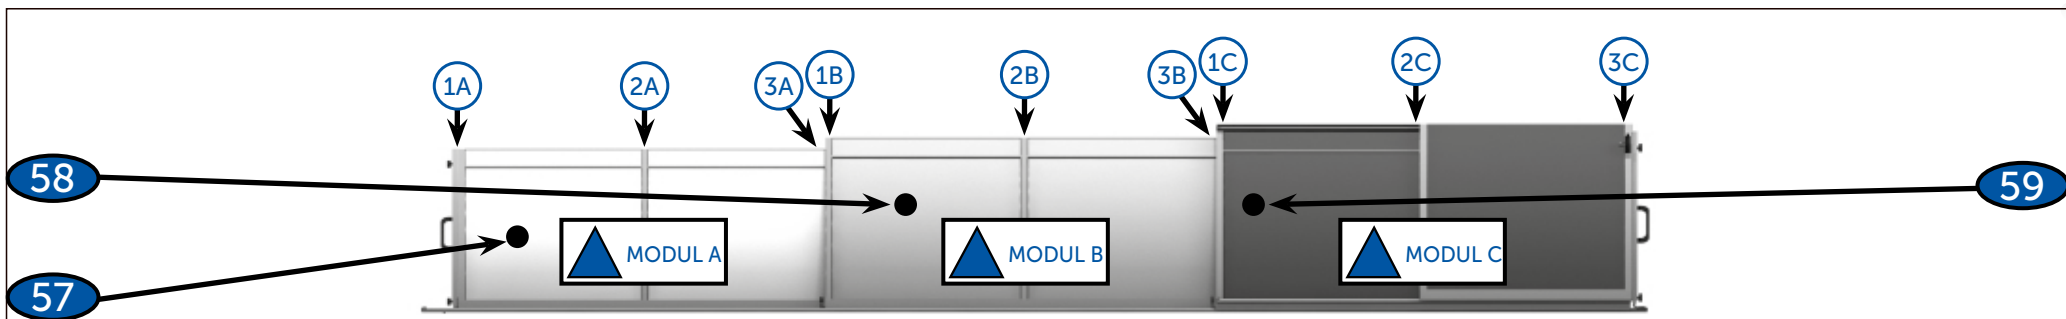 1A
2A
3A
1B
2B
3B
1C
2C
3C
58
59
57
MODUL A
MODUL B
MODUL C